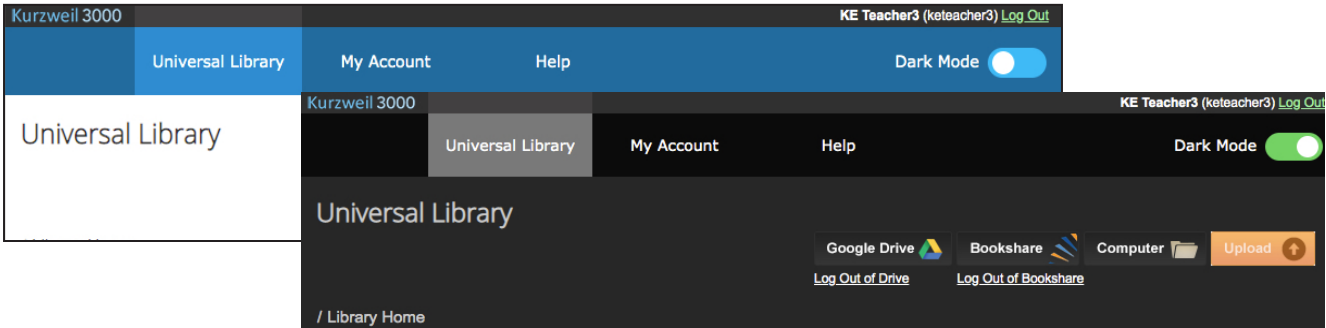 Kurzweil 3000 KE Teacher3 (keteacher3) Log Out
Universal Library My Account Help Dark Mode
Universal Library
Kurzweil 3000 KE Teacher3 (keteacher3) Log Out
Universal Library My Account Help Dark Mode
Universal Library
Google Drive Bookshare Computer Upload
Log Out of Drive Log Out of Bookshare
/ Library Home